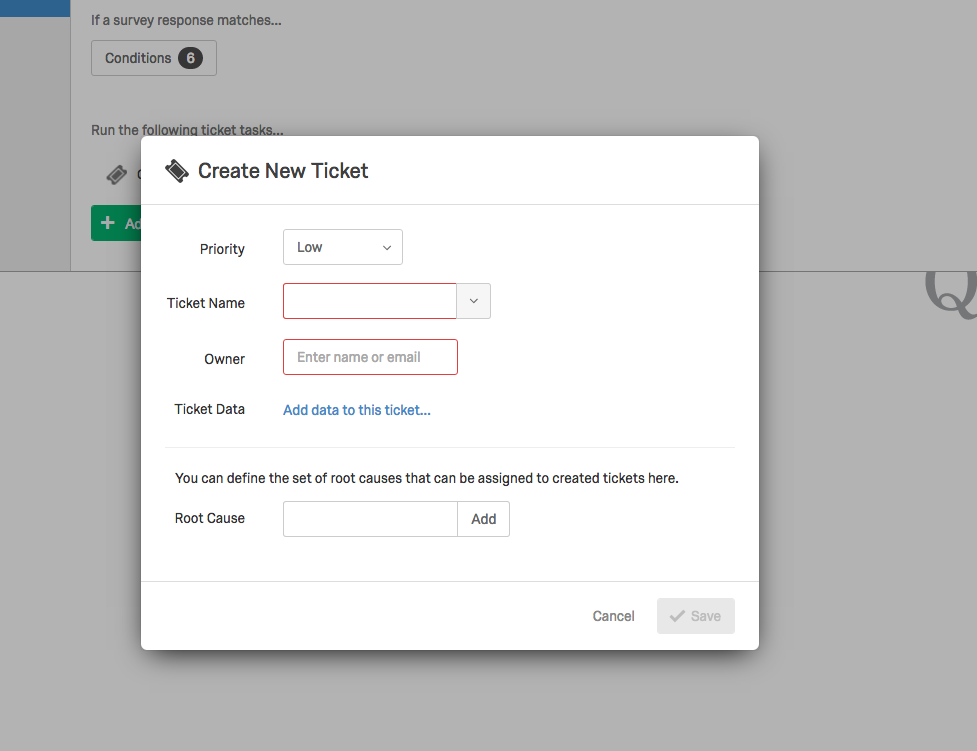 If a survey response matches...
Conditions 6
Run the following ticket tasks...
Create New Ticket
Priority
Low
Ticket Name
Owner
Enter name or email
Ticket Data
Add data to this ticket...
You can define the set of root causes that can be assigned to created tickets here.
Root Cause
Add
Cancel
Save